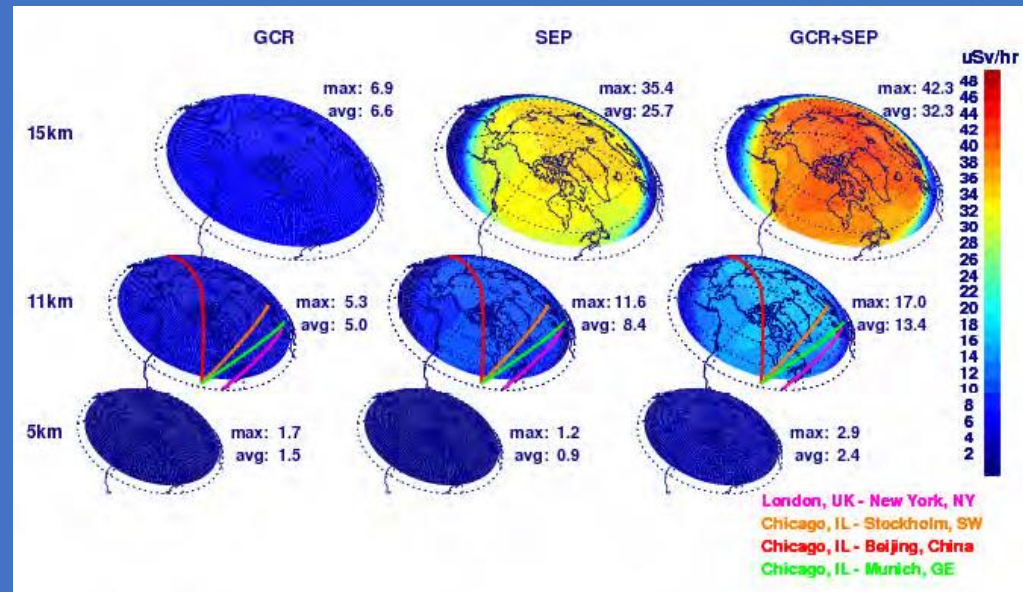 GCR SEP GCR+SEP
uSv/hr
15km
max: 6.9
avg: 6.6
max: 35.4
avg: 25.7
max: 42.3
avg: 32.3
11km
max: 5.3
avg: 5.0
max: 11.6
avg: 8.4
max: 17.0
avg: 13.4
5km
max: 1.7
avg: 1.5
max: 1.2
avg: 0.9
max: 2.9
avg: 2.4
48
46
44
42
40
38
36
34
32
30
28
26
24
22
20
18
16
14
12
10
8
6
4
2
London, UK - New York, NY
Chicago, IL - Stockholm, SW
Chicago, IL - Beijing, China
Chicago, IL - Munich, GE